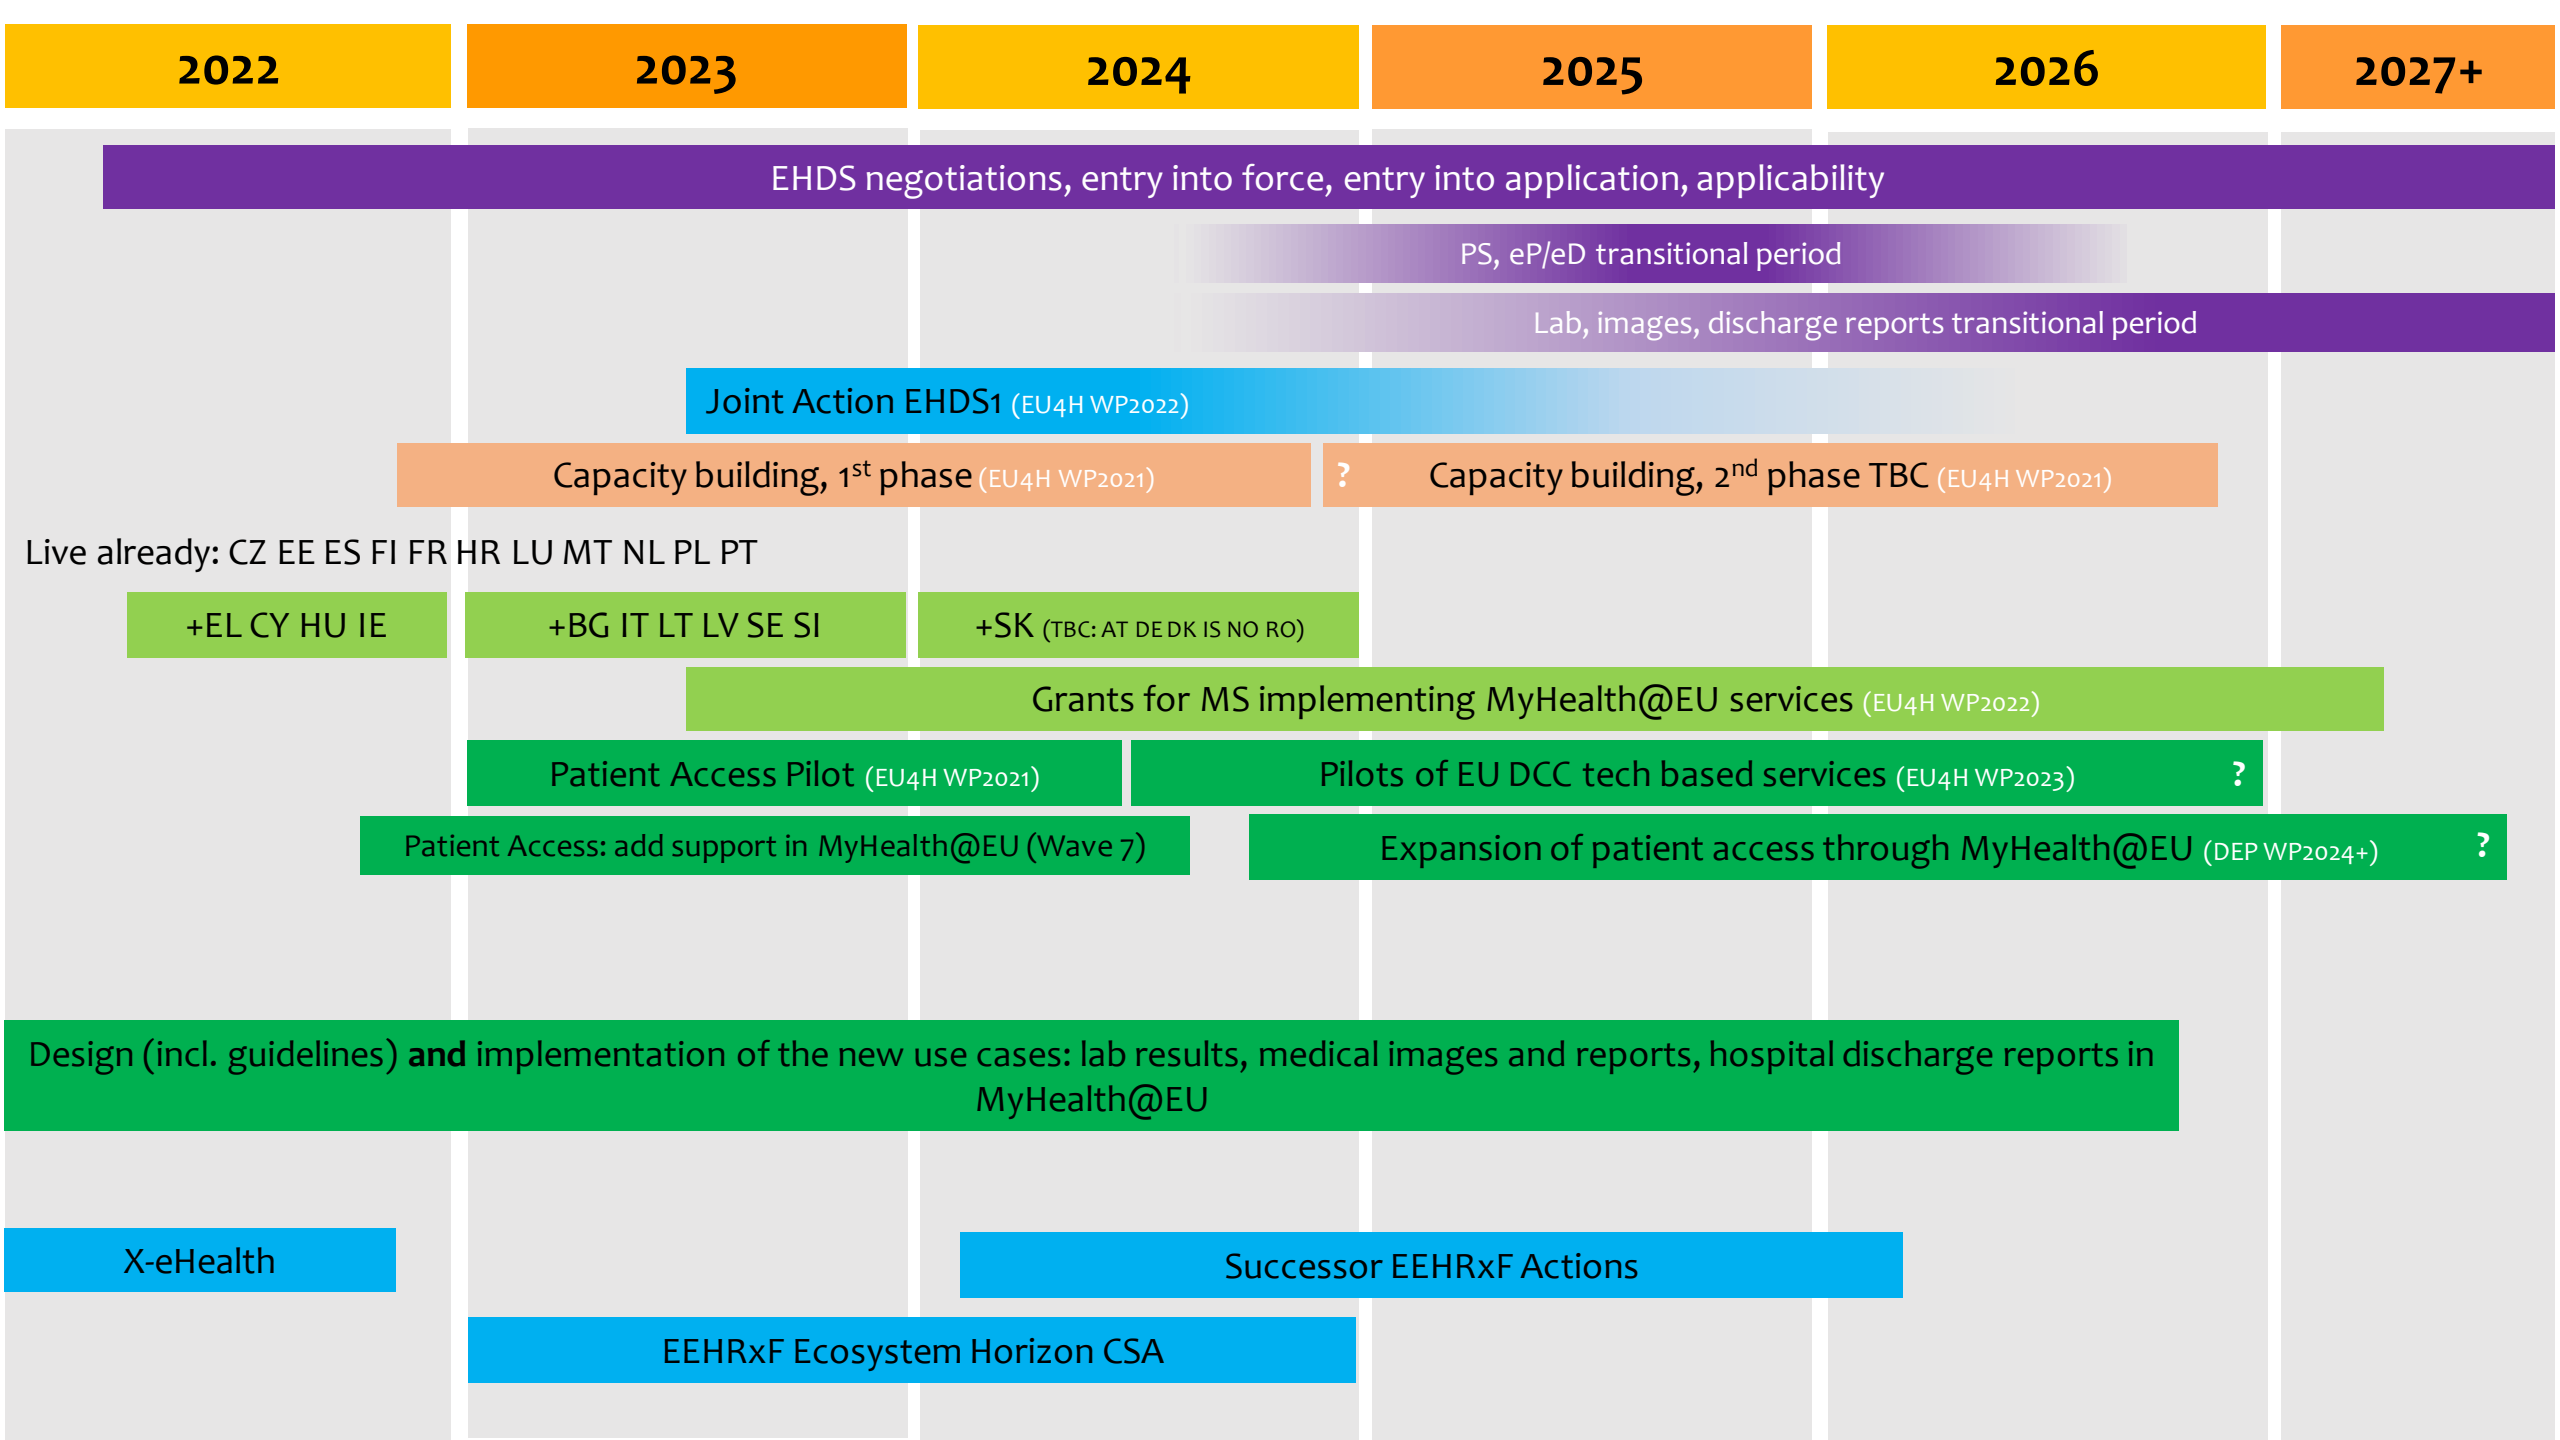 2022 2023 2024 2025 2026 2027+
EHDS negotiations, entry into force, entry into application, applicability
PS, eP/eD transitional period
Lab, images, discharge reports transitional period
Joint Action EHDS1 (EU4H WP2022)
Capacity building, 1st phase (EU4H WP2021)
? Capacity building, 2nd phase TBC (EU4H WP2021)
Live already: CZ EE ES FI FR HR LU MT NL PL PT
+EL CY HU IE
+BG IT LT LV SE SI
+SK (TBC: AT DE DK IS NO RO)
Grants for MS implementing MyHealth@EU services (EU4H WP2022)
Patient Access Pilot (EU4H WP2021)
Pilots of EU DCC tech based services (EU4H WP2023) ?
Patient Access: add support in MyHealth@EU (Wave 7)
Expansion of patient access through MyHealth@EU (DEP WP2024+) ?
Design (incl. guidelines) and implementation of the new use cases: lab results, medical images and reports, hospital discharge reports in
MyHealth@EU
X-eHealth
Successor EEHRxF Actions
EEHRxF Ecosystem Horizon CSA